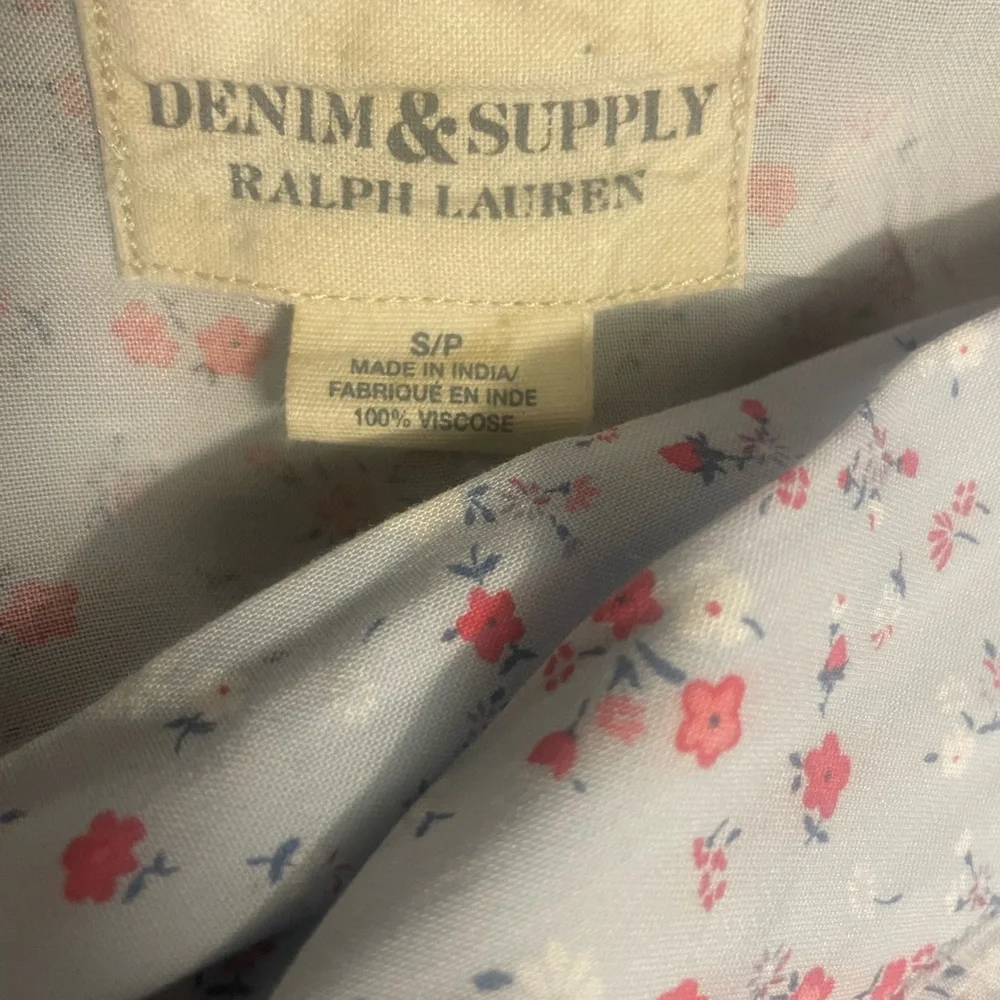 DENIM & SUPPLY
RALPH LAUREN
S/P
MADE IN INDIA/
FABRIQUÉ EN INDE
100% VISCOSE